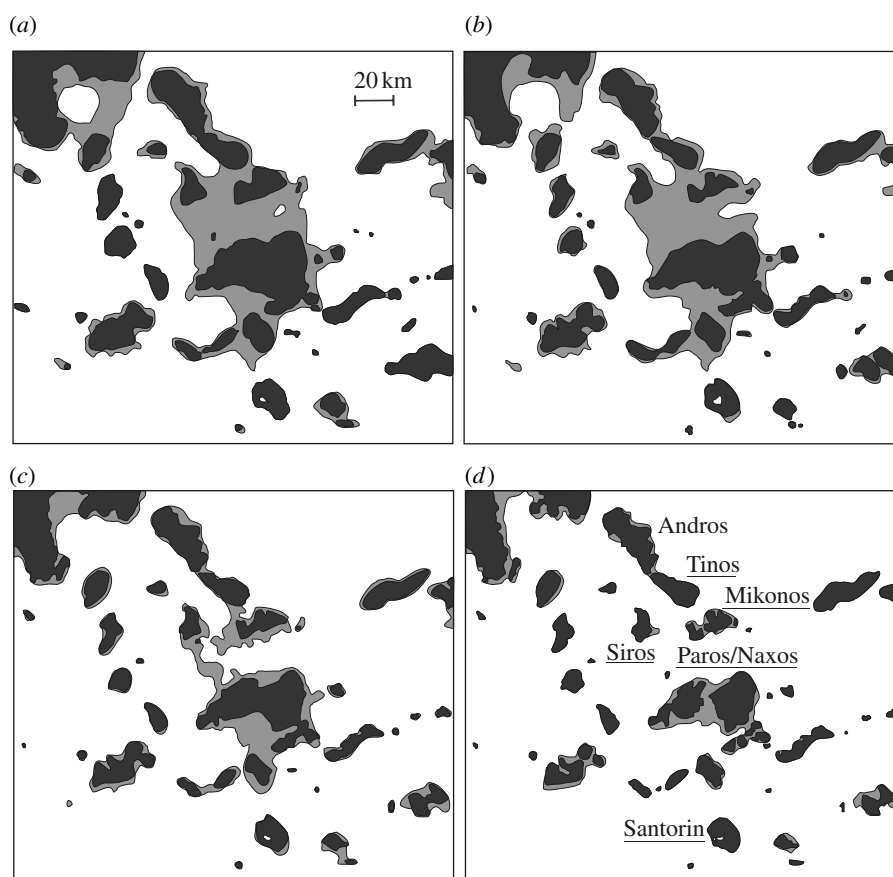 (a)
(b)
20 km
(c)
(d)
Andros
Tinos
Mikonos
Siros
Paros/Naxos
Santorin